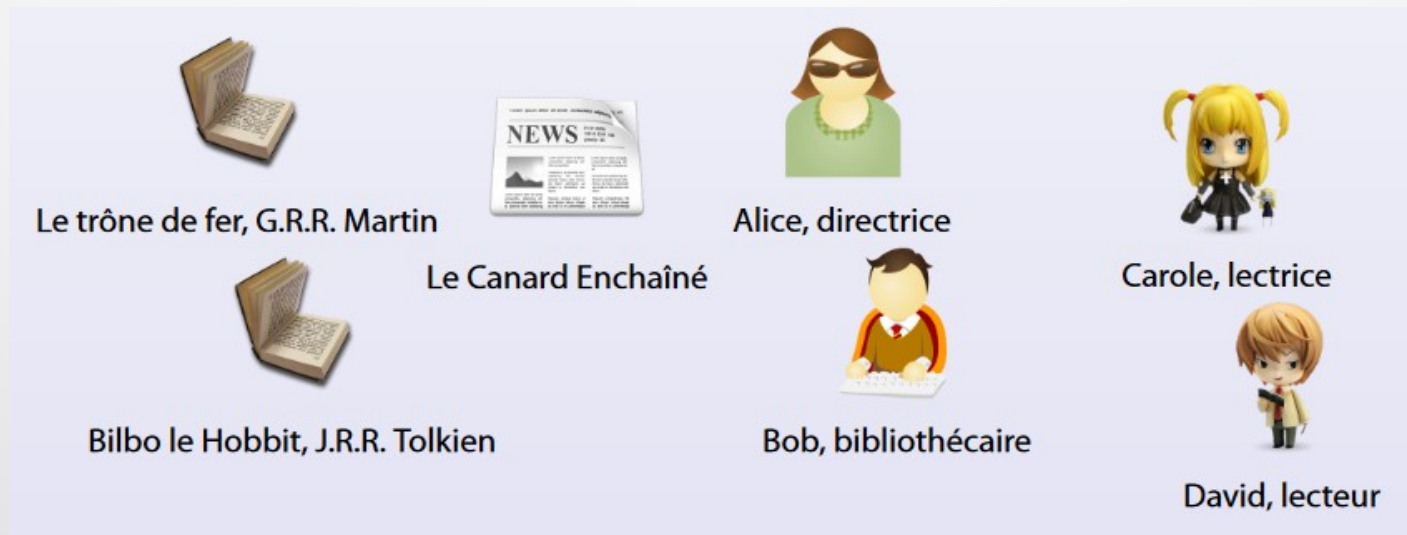 NEWS
Le trône de fer, G.R.R. Martin
Le Canard Enchaîné
Alice, directrice
Carole, lectrice
Bilbo le Hobbit, J.R.R. Tolkien
Bob, bibliothécaire
David, lecteur